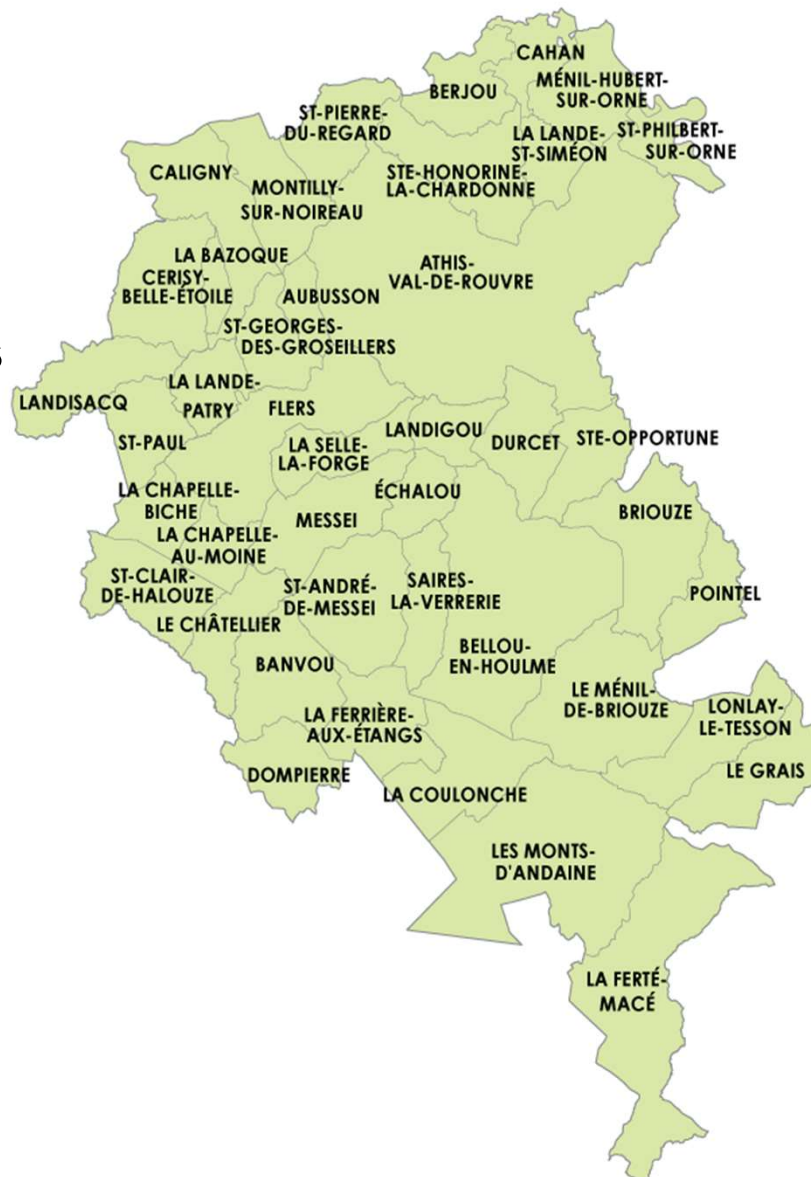 CAHAN
MÉNIL-HUBERT-
SUR-ORNE
BERJOU
ST-PIERRE-
DU-REGARD
LA LANDE-
ST-SIMÉON
ST-PHILBERT-
SUR-ORNE
CALIGNY
STE-HONORINE-
LA-CHARDONNE
MONTILLY-
SUR-NOIREAU
LA BAZOQUE
CERISY-
BELLE-ÉTOILE
ATHIS-
VAL-DE-ROUVRE
AUBUSSON
ST-GEORGES-
DES-GROSEILLERS
LANDISACQ
LA LANDE-
PATRY
FLERS
ST-PAUL
LA SELLE-
LA-FORGE
LANDIGOU
DURCET
STE-OPPORTUNE
LA CHAPELLE-
BICHE
ÉCHALOU
BRIOUZE
MESSEI
LA CHAPELLE-
AU-MOINE
ST-CLAIR-
DE-HALOUZE
ST-ANDRÉ-
DE-MESSEI
SAIRES-
LA-VERRERIE
POINTEL
LE CHÂTELLIER
BANVOU
BELLOU-
EN-HOULME
LE MÉNIL-
DE-BRIOUZE
LONLAY-
LE-TESSON
LA FERRIÈRE-
AUX-ÉTANGS
DOMPIERRE
LE GRAIS
LA COULONCHE
LES MONTS-
D'ANDAINE
LA FERTÉ-
MACÉ